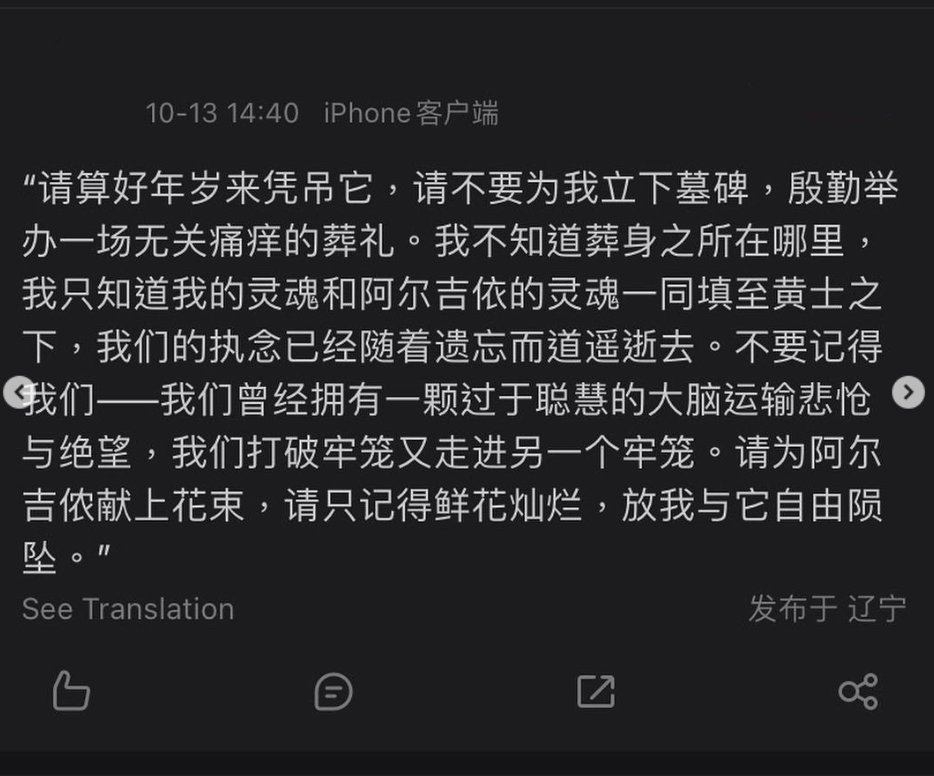 10-13 14:40 iPhone客户端
“请算好年岁来凭吊它，请不要为我立下墓碑，殷勤举
办一场无关痛痒的葬礼。我不知道葬身之所在哪里，
我只知道我的灵魂和阿尔吉依的灵魂一同填至黄士之
下，我们的执念已经随着遗忘而道遥逝去。不要记得
我们——我们曾经拥有一颗过于聪慧的大脑运输悲怆
与绝望，我们打破牢笼又走进另一个牢笼。请为阿尔
吉侬献上花束，请只记得鲜花灿烂，放我与它自由陨
坠。”
See Translation
发布于 辽宁